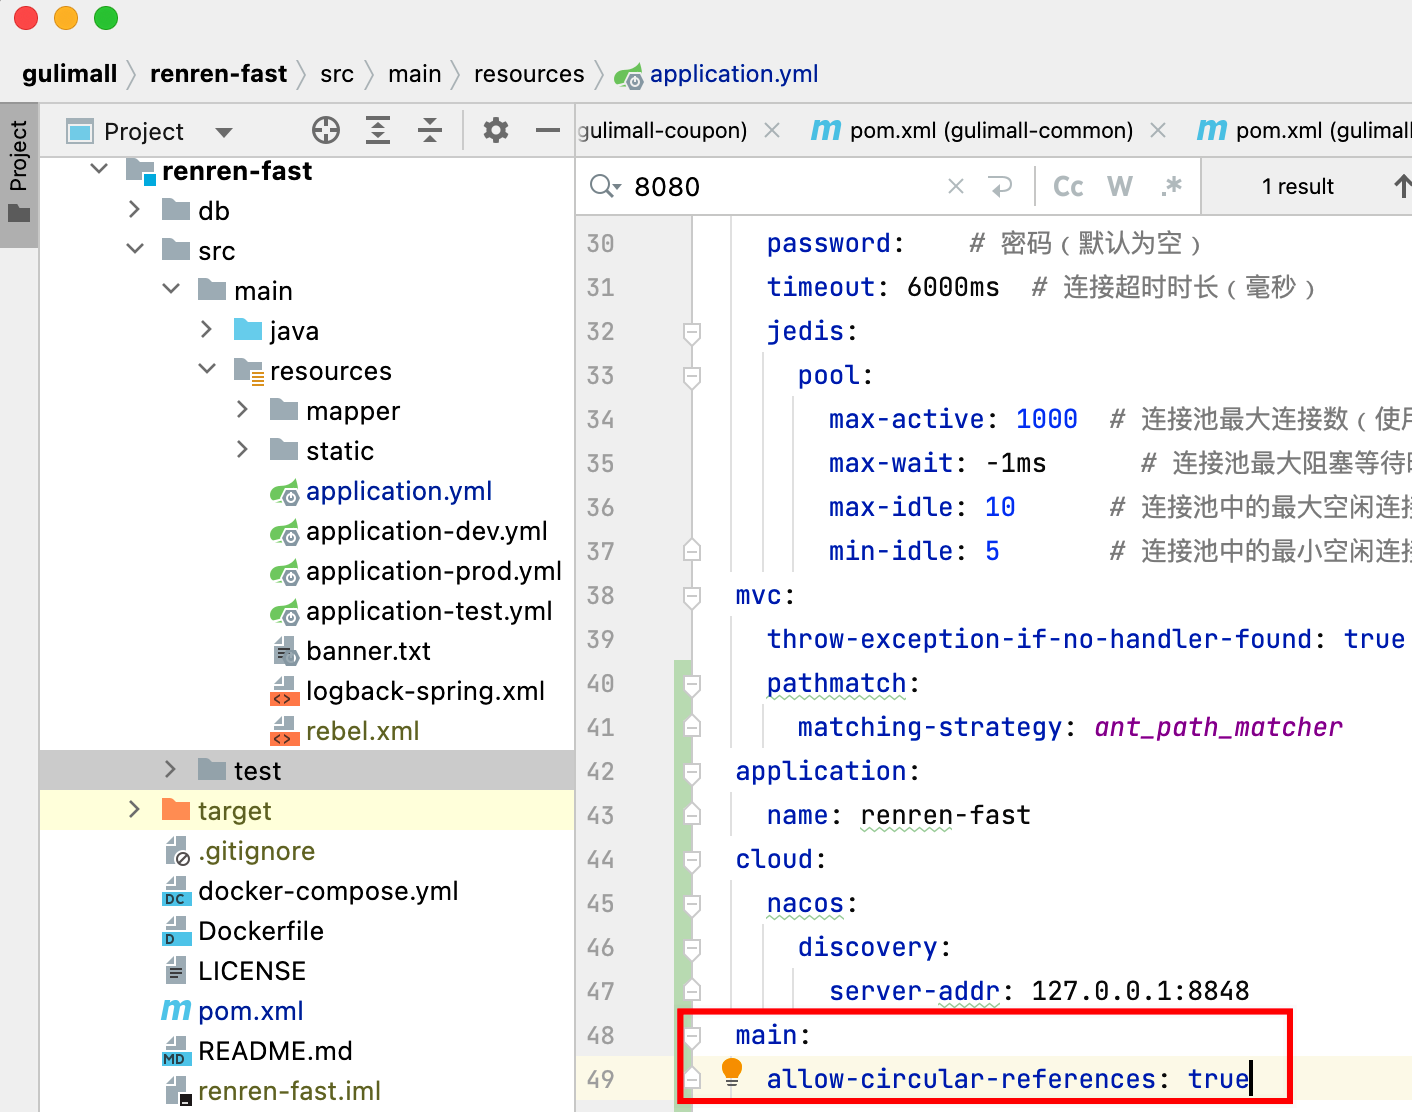 gulimall renren-fast src main resources application.yml
Project
Project
gulimall-coupon) pom.xml (gulimall-common) pom.xml (gulimall
8080 Cc W .* 1 result
renren-fast
db
src
main
java
resources
mapper
static
application.yml
application-dev.yml
application-prod.yml
application-test.yml
banner.txt
logback-spring.xml
rebel.xml
test
target
.gitignore
docker-compose.yml
Dockerfile
LICENSE
pom.xml
README.md
renren-fast.iml
30 password: # 密码（默认为空）
31 timeout: 6000ms # 连接超时时长（毫秒）
32 jedis:
33 pool:
34 max-active: 1000 # 连接池最大连接数（使用
35 max-wait: -1ms # 连接池最大阻塞等待时
36 max-idle: 10 # 连接池中的最大空闲连接
37 min-idle: 5 # 连接池中的最小空闲连接
38 mvc:
39 throw-exception-if-no-handler-found: true
40 pathmatch:
41 matching-strategy: ant_path_matcher
42 application:
43 name: renren-fast
44 cloud:
45 nacos:
46 discovery:
47 server-addr: 127.0.0.1:8848
48 main:
49 allow-circular-references: true